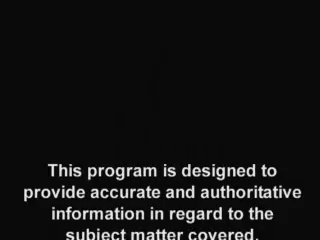 This program is designed to
provide accurate and authoritative
information in regard to the
subject matter covered.